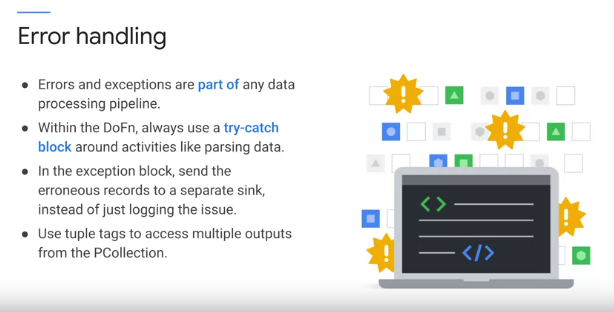 Error handling
● Errors and exceptions are part of any data
processing pipeline.
● Within the DoFn, always use a try-catch
block around activities like parsing data.
● In the exception block, send the
erroneous records to a separate sink,
instead of just logging the issue.
● Use tuple tags to access multiple outputs
from the PCollection.